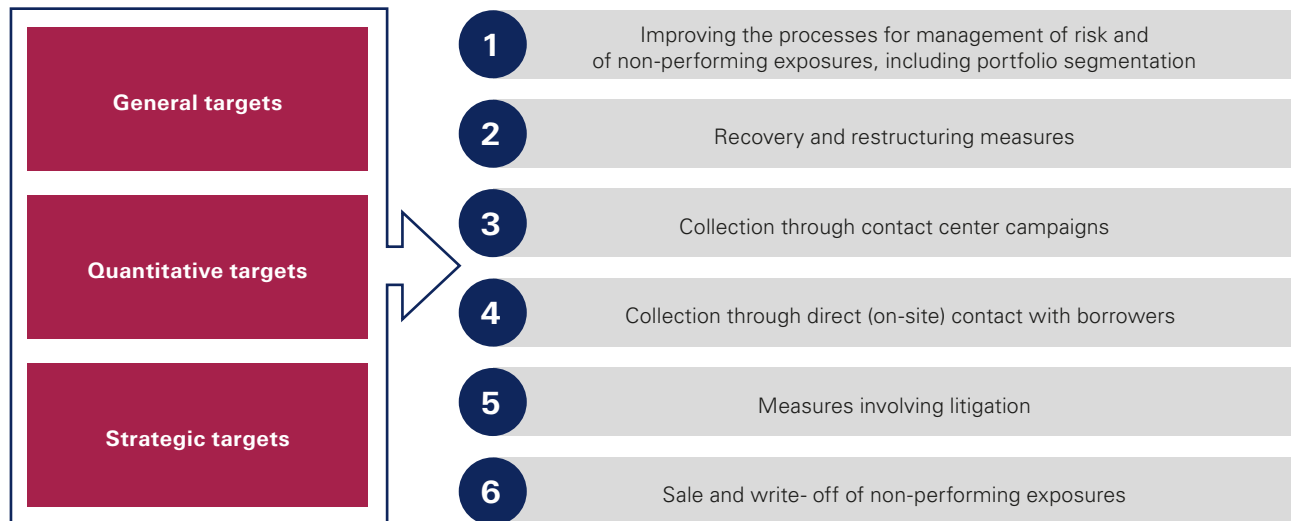 General targets
Quantitative targets
Strategic targets
1
Improving the processes for management of risk and
of non-performing exposures, including portfolio segmentation
2
Recovery and restructuring measures
3
Collection through contact center campaigns
4
Collection through direct (on-site) contact with borrowers
5
Measures involving litigation
6
Sale and write- off of non-performing exposures